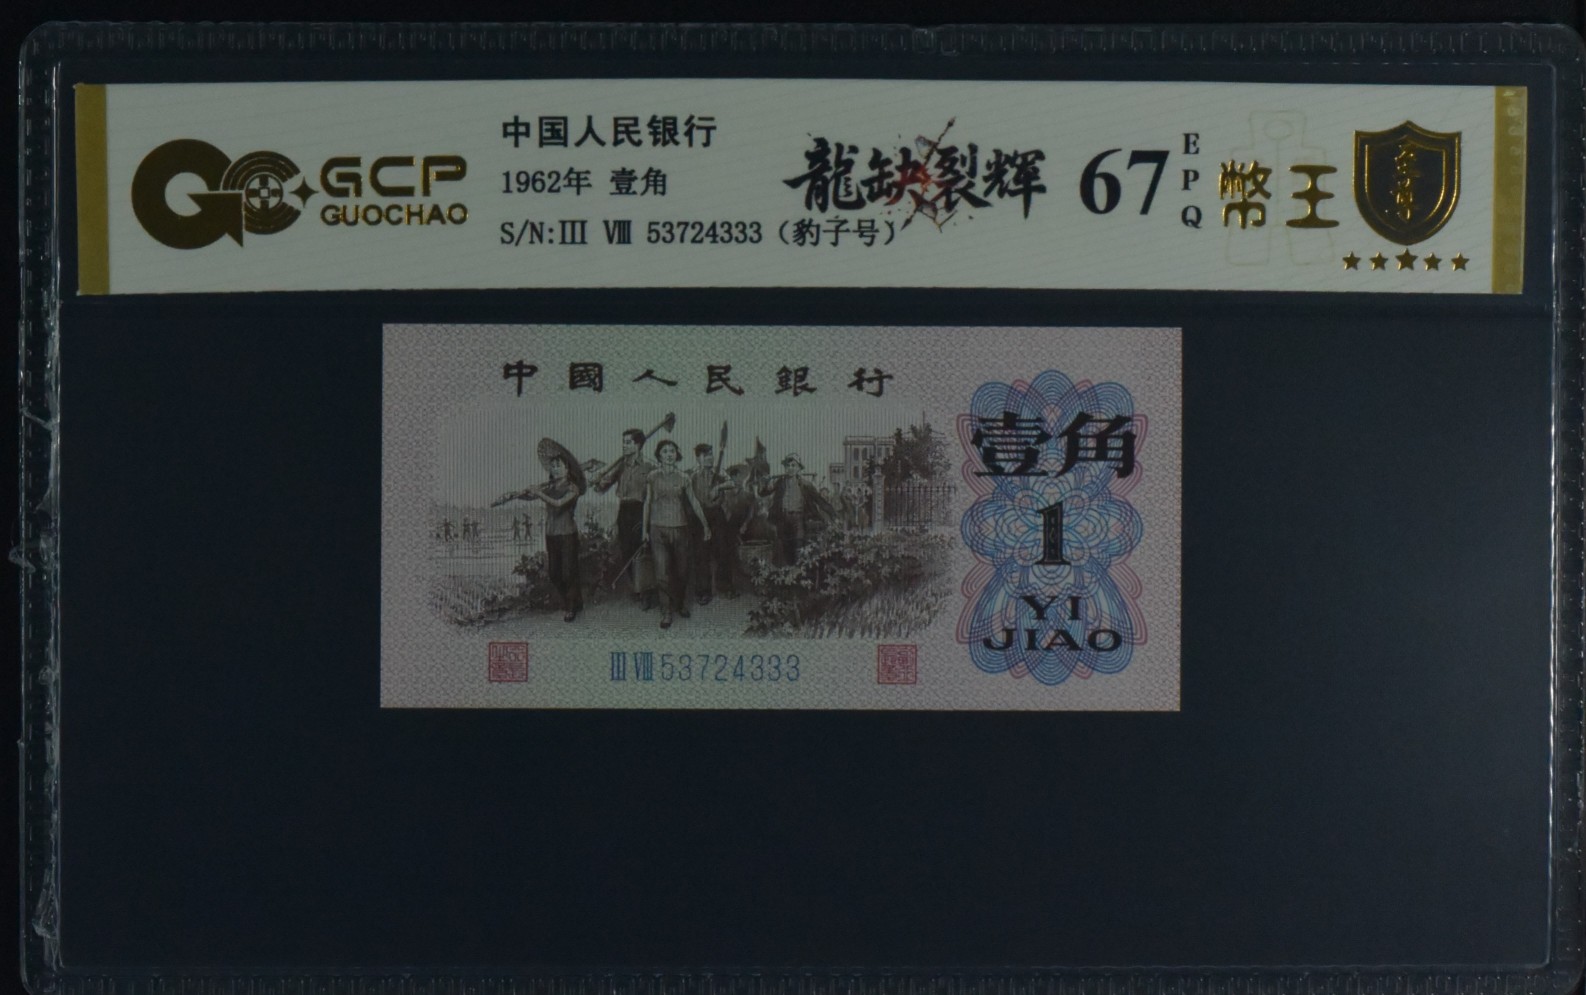 GCP
GUOCHAO
中国人民银行
1962年 壹角
S/N:III VIII 53724333（豹子号）
龍缺裂輝
67
EPQ
幣王
中國人民銀行
壹角
1
YI
JIAO
III VIII 53724333